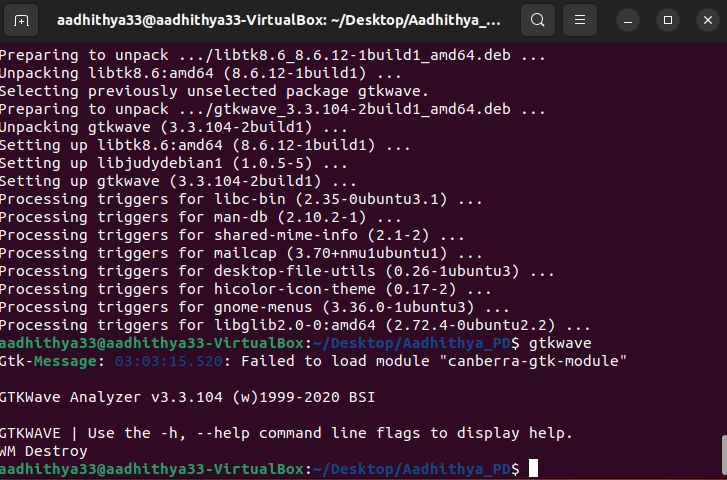 aadhithya33@aadhithya33-VirtualBox: ~/Desktop/Aadhithya_...
Preparing to unpack .../libtk8.6_8.6.12-1build1_amd64.deb ...
Unpacking libtk8.6:amd64 (8.6.12-1build1) ...
Selecting previously unselected package gtkwave.
Preparing to unpack .../gtkwave_3.3.104-2build1_amd64.deb ...
Unpacking gtkwave (3.3.104-2build1) ...
Setting up libtk8.6:amd64 (8.6.12-1build1) ...
Setting up libjudydebian1 (1.0.5-5) ...
Setting up gtkwave (3.3.104-2build1) ...
Processing triggers for libc-bin (2.35-0ubuntu3.1) ...
Processing triggers for man-db (2.10.2-1) ...
Processing triggers for shared-mime-info (2.1-2) ...
Processing triggers for mailcap (3.70+nmu1ubuntu1) ...
Processing triggers for desktop-file-utils (0.26-1ubuntu3) ...
Processing triggers for hicolor-icon-theme (0.17-2) ...
Processing triggers for gnome-menus (3.36.0-1ubuntu3) ...
Processing triggers for libglib2.0-0:amd64 (2.72.4-0ubuntu2.2) ...
aadhithya33@aadhithya33-VirtualBox:~/Desktop/Aadhithya_PD$ gtkwave
Gtk-Message: 03:03:15.520: Failed to load module "canberra-gtk-module"
GTKWave Analyzer v3.3.104 (w)1999-2020 BSI
GTKWAVE | Use the -h, --help command line flags to display help.
WM Destroy
aadhithya33@aadhithya33-VirtualBox:~/Desktop/Aadhithya_PD$